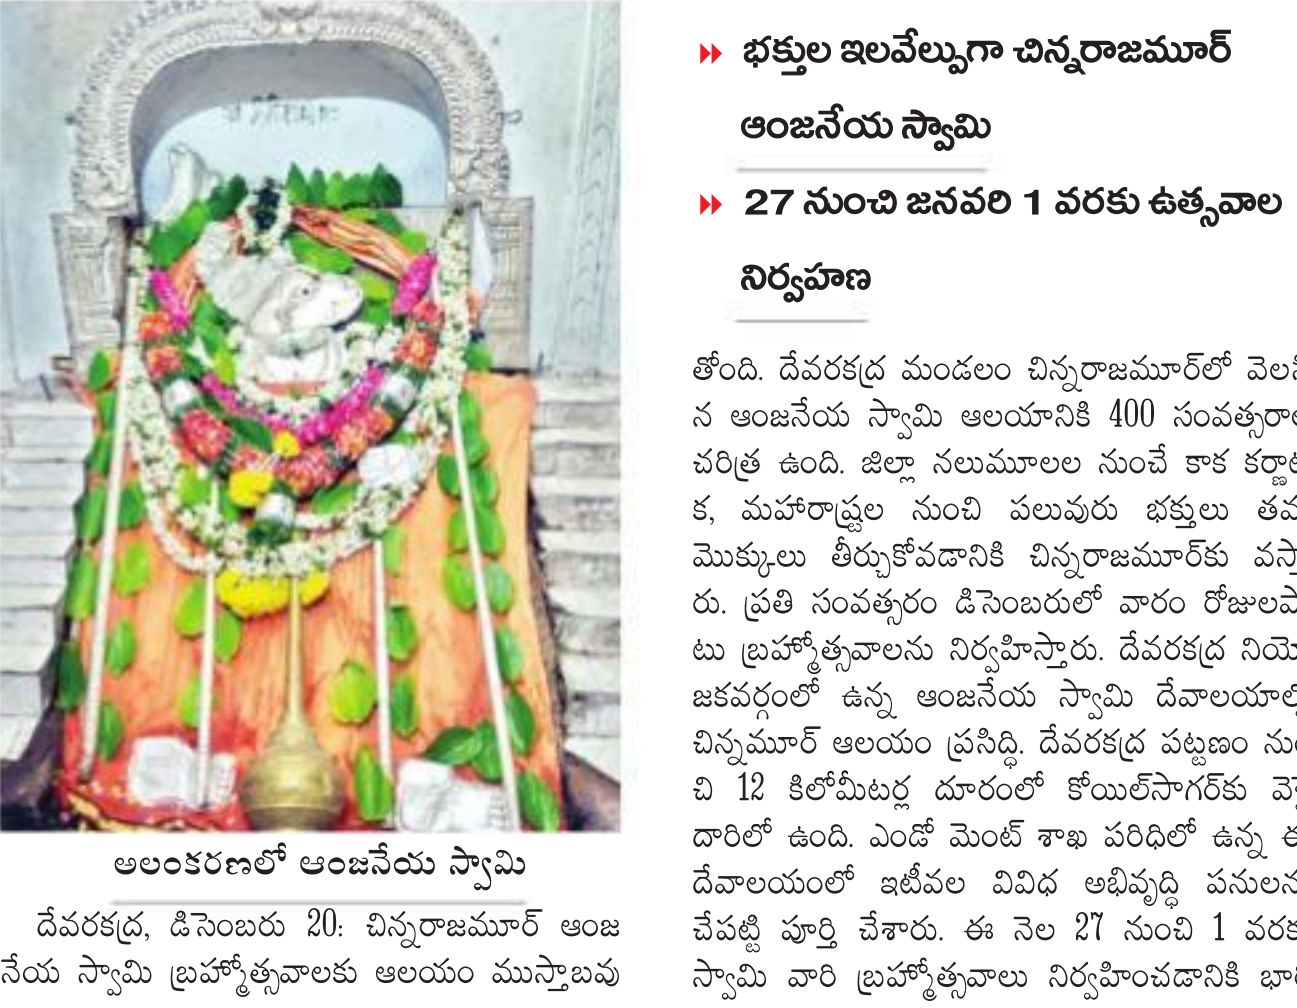 అలంకరణలో ఆంజనేయ స్వామి
దేవరకద్ర, డిసెంబరు 20: చిన్నరాజమూర్ ఆంజ
నేయ స్వామి బ్రహ్మోత్సవాలకు ఆలయం ముస్తాబవు
భక్తుల ఇలవేల్పుగా చిన్నరాజమూర్
ఆంజనేయ స్వామి
27 నుంచి జనవరి 1 వరకు ఉత్సవాల
నిర్వహణ
తోంది. దేవరకద్ర మండలం చిన్నరాజమూర్‌లో
న ఆంజనేయ స్వామి ఆలయానికి 400 సంవత్సరాల
చరిత్ర ఉంది. జిల్లా నలుమూలల నుంచే కాక కర్ణాట
క, మహారాష్ట్రల నుంచి పలువురు భక్తులు తమ
మొక్కులు తీర్చుకోవడానికి చిన్నరాజమూర్‌కు వస్తా
రు. ప్రతి సంవత్సరం డిసెంబరులో వారం రోజులపా
టు బ్రహ్మోత్సవాలను నిర్వహిస్తారు. దేవరకద్ర నియో
జకవర్గంలో ఉన్న ఆంజనేయ స్వామి
చిన్నమూర్ ఆలయం ప్రసిద్ధి. దేవరకద్ర పట్టణం నుం
చి 12 కిలోమీటర్ల దూరంలో కోయిల్‌సాగర్‌కు
దారిలో ఉంది. ఎండో మెంట్ శాఖ పరిధిలో ఉన్న ఈ
దేవాలయంలో ఇటీవల వివిధ అభివృద్ధి పనులను
చేపట్టి పూర్తి చేశారు. ఈ నెల 27 నుంచి 1 వరకు
స్వామి వారి బ్రహ్మోత్సవాలు నిర్వహించడానికి